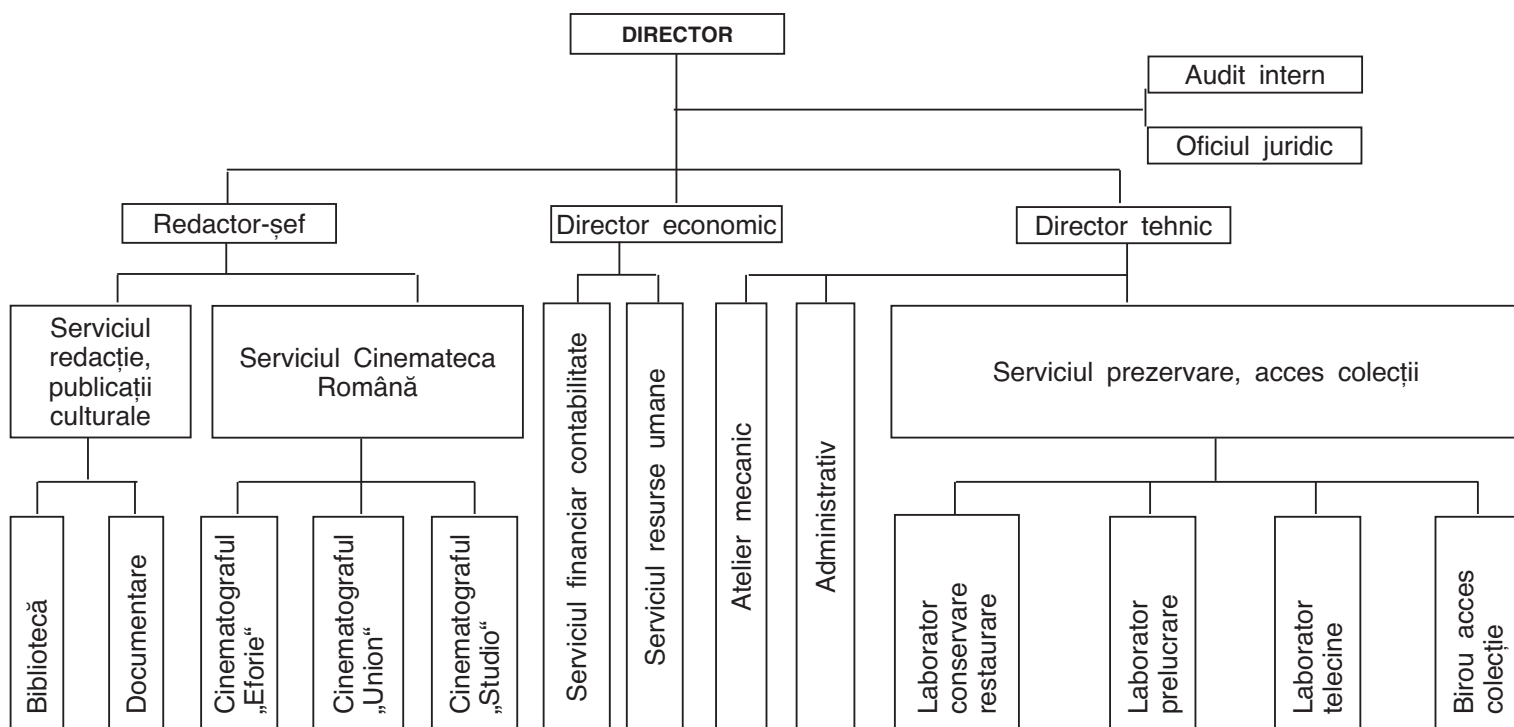 DIRECTOR
Audit intern
Oficiul juridic
Redactor-șef
Director economic
Director tehnic
Serviciul
redacție,
publicații
culturale
Serviciul Cinemateca
Română
Serviciul financiar contabilitate
Serviciul resurse umane
Atelier mecanic
Administrativ
Serviciul prezervare, acces colecții
Bibliotecă
Documentare
Cinematograful
„Eforie“
Cinematograful
„Union“
Cinematograful
„Studio“
Laborator
conservare
restaurare
Laborator
prelucrare
Laborator
telecine
Birou acces
colecție